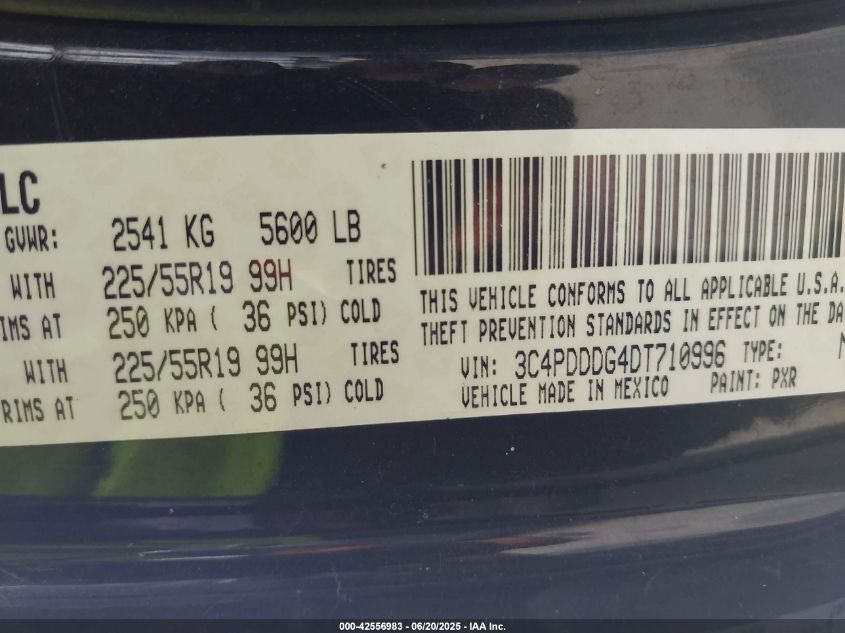 LC
GVWR: 2541 KG 5600 LB
WITH 225/55R19 99H TIRES
IMS AT 250 KPA ( 36 PSI) COLD
WITH 225/55R19 99H TIRES
RIMS AT 250 KPA ( 36 PSI) COLD
THIS VEHICLE CONFORMS TO ALL APPLICABLE U.S.A.
THEFT PREVENTION STANDARDS IN EFFECT ON THE DA
VIN: 3C4PDDDG4DT710996 TYPE: M
VEHICLE MADE IN MEXICO PAINT: PXR
000-42556983 / 06/20/2025 - IAA Inc.